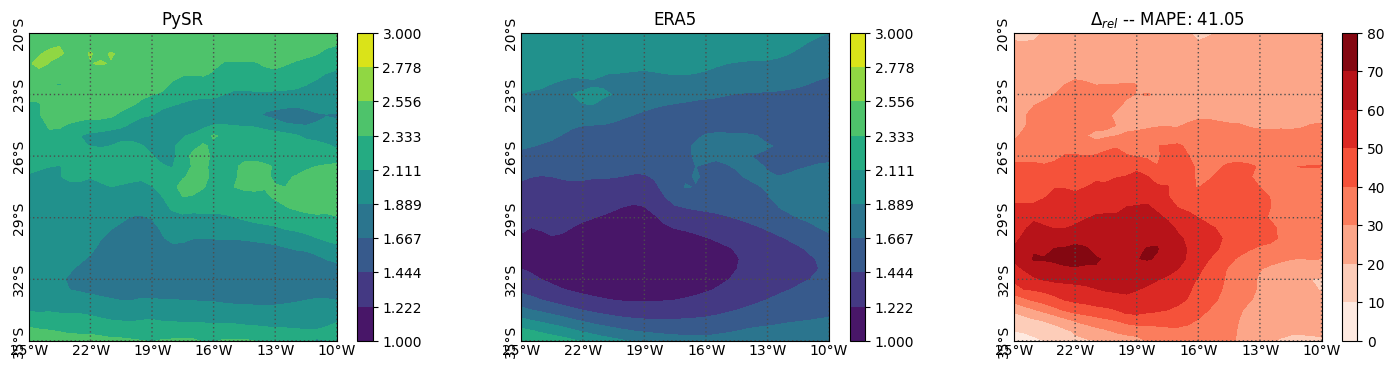 PySR
20°S
23°S
26°S
29°S
32°S
22°W
19°W
16°W
13°W
10°W
3.000
2.778
2.556
2.333
2.111
1.889
1.667
1.444
1.222
1.000
ERA5
20°S
23°S
26°S
29°S
32°S
22°W
19°W
16°W
13°W
10°W
3.000
2.778
2.556
2.333
2.111
1.889
1.667
1.444
1.222
1.000
Δrel -- MAPE: 41.05
20°S
23°S
26°S
29°S
32°S
22°W
19°W
16°W
13°W
10°W
80
70
60
50
40
30
20
10
0